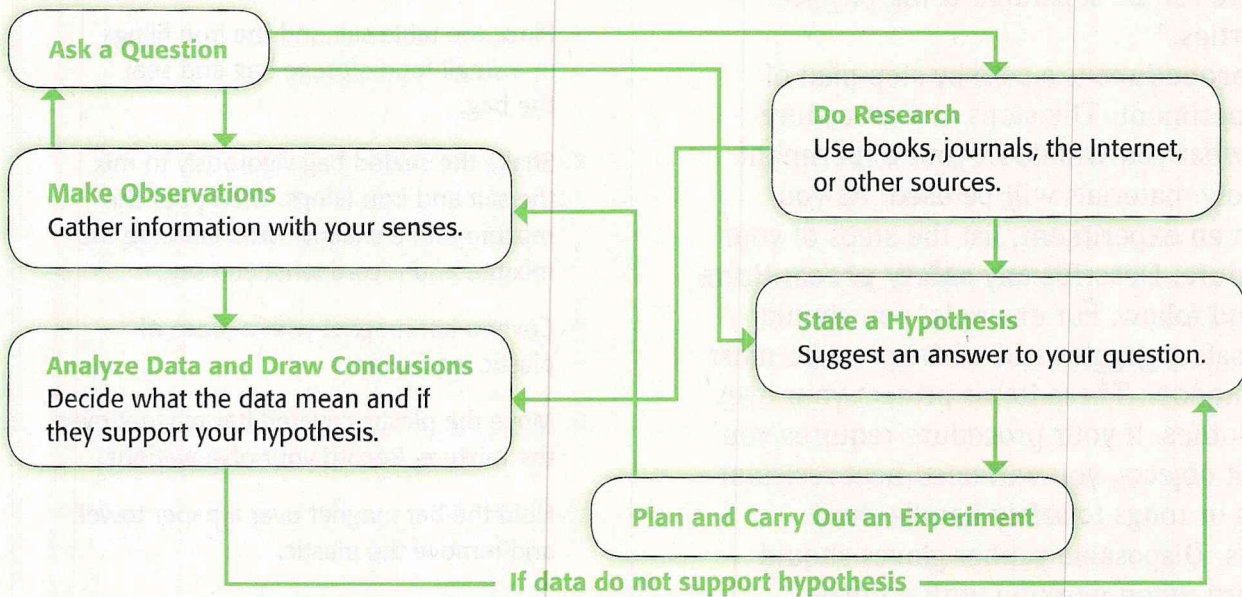 Ask a Question
Make Observations
Gather information with your senses.
Analyze Data and Draw Conclusions
Decide what the data mean and if
they support your hypothesis.
Do Research
Use books, journals, the Internet,
or other sources.
State a Hypothesis
Suggest an answer to your question.
Plan and Carry Out an Experiment
If data do not support hypothesis